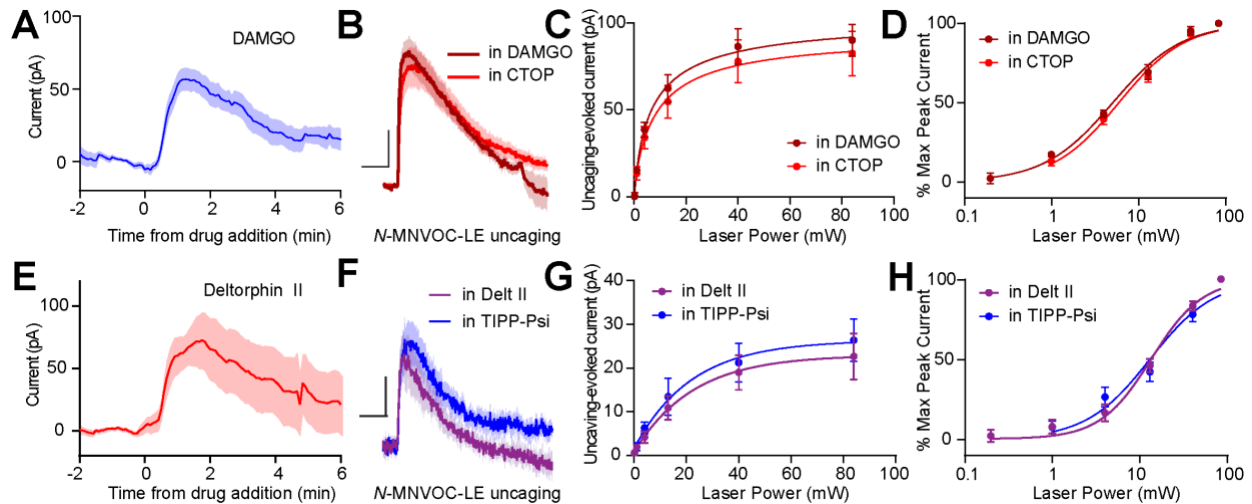 A
DAMGO
Current (pA)
100
50
0
-2
0
2
4
6
Time from drug addition (min)
B
in DAMGO
in CTOP
N-MNVOC-LE uncaging
C
Uncaging-evoked current (pA)
100
50
0
0
20
40
60
80
100
in DAMGO
in CTOP
Laser Power (mW)
D
in DAMGO
in CTOP
% Max Peak Current
100
50
0
0.1
1
10
100
Laser Power (mW)
E
Deltorphin II
Current (pA)
100
50
0
-2
0
2
4
6
Time from drug addition (min)
F
in Delt II
in TIPP-Psi
N-MNVOC-LE uncaging
G
Uncaving-evoked current (pA)
40
30
20
10
0
0
20
40
60
80
100
in Delt II
in TIPP-Psi
Laser Power (mW)
H
in Delt II
in TIPP-Psi
% Max Peak Current
100
50
0
0.1
1
10
100
Laser Power (mW)